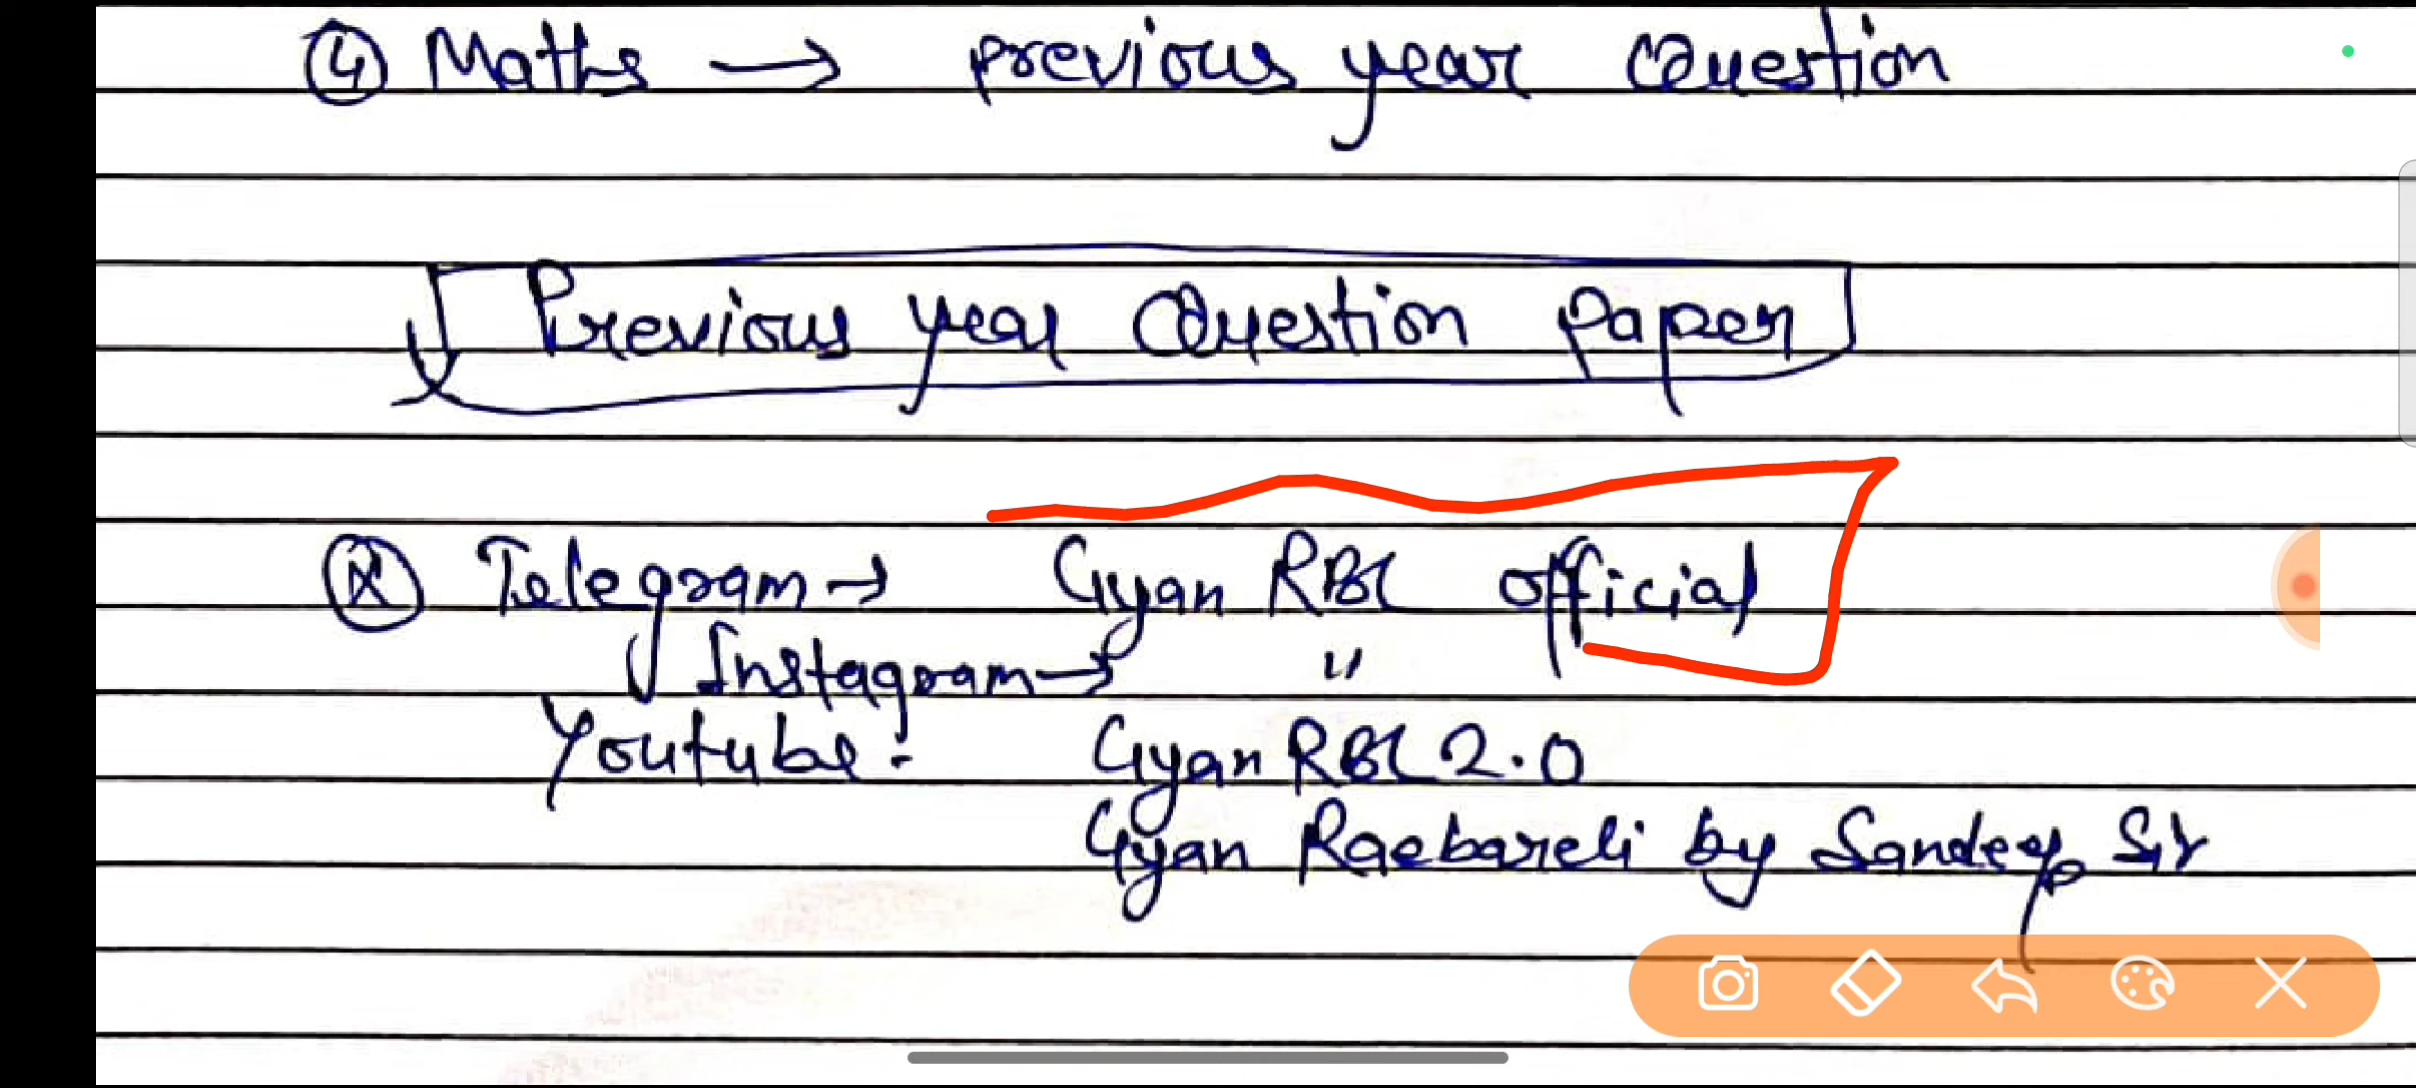 ④ Maths → previous year Question
Previous year Question Paper
Telegram → Gyan RBL official
Instagram → "
Youtube :- Gyan RBL 2.0
Gyan Raebareli by Sandeep Sir